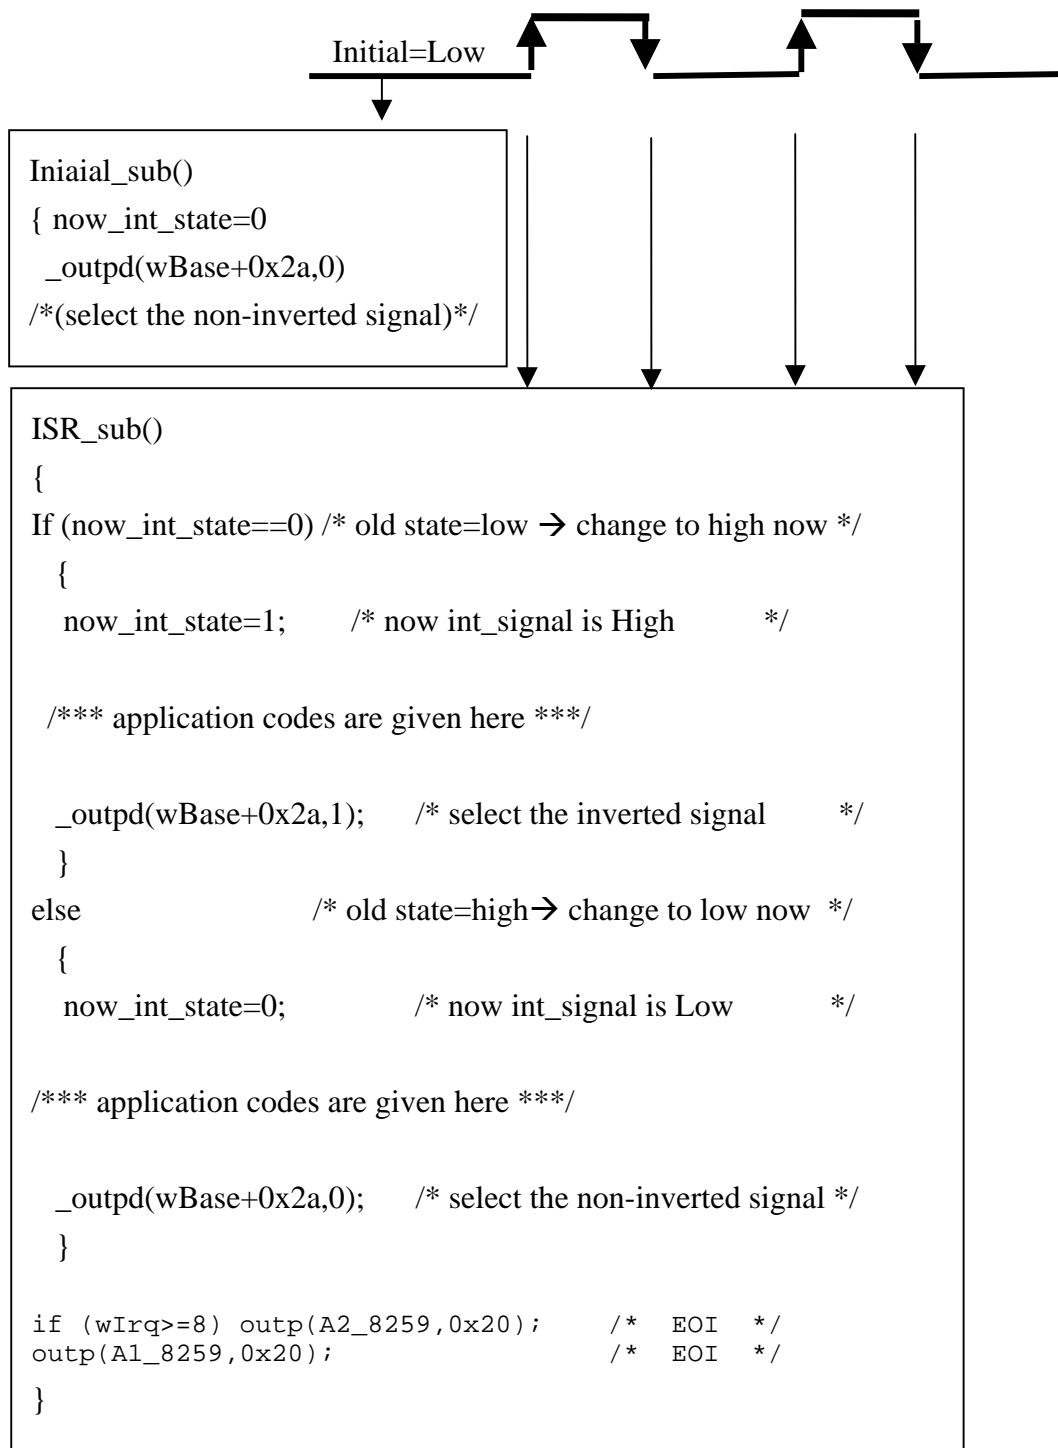 Initial=Low
Iniaial_sub()
{ now_int_state=0
_outpd(wBase+0x2a,0)
/*(select the non-inverted signal)*/
ISR_sub()
{
If (now_int_state==0) /* old state=low → change to high now */
{
now_int_state=1; /* now int_signal is High */
/*** application codes are given here ***/
_outpd(wBase+0x2a,1); /* select the inverted signal */
}
else /* old state=high→ change to low now */
{
now_int_state=0; /* now int_signal is Low */
/*** application codes are given here ***/
_outpd(wBase+0x2a,0); /* select the non-inverted signal */
}
if (wIrq>=8) outp(A2_8259,0x20); /* EOI */
outp(A1_8259,0x20); /* EOI */
}